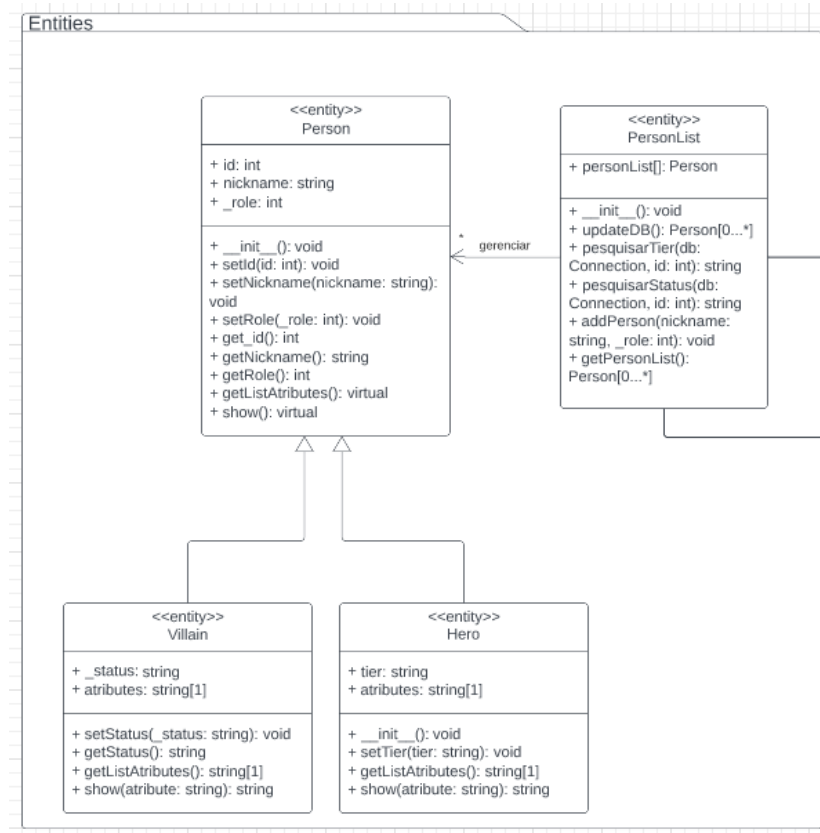 Entities
<<entity>>
Person
+ id: int
+ nickname: string
+ _role: int
+ __init__(): void
+ setId(id: int): void
+ setNickname(nickname: string):
void
+ setRole(_role: int): void
+ get_id(): int
+ getNickname(): string
+ getRole(): int
+ getListAtributes(): virtual
+ show(): virtual
*
gerenciar
<<entity>>
PersonList
+ personList[]: Person
+ __init__(): void
+ updateDB(): Person[0...*]
+ pesquisarTier(db:
Connection, id: int): string
+ pesquisarStatus(db:
Connection, id: int): string
+ addPerson(nickname:
string, _role: int): void
+ getPersonList():
Person[0...*]
<<entity>>
Villain
+ _status: string
+ atributes: string[1]
+ setStatus(_status: string): void
+ getStatus(): string
+ getListAtributes(): string[1]
+ show(atribute: string): string
<<entity>>
Hero
+ tier: string
+ atributes: string[1]
+ __init__(): void
+ setTier(tier: string): void
+ getListAtributes(): string[1]
+ show(atribute: string): string